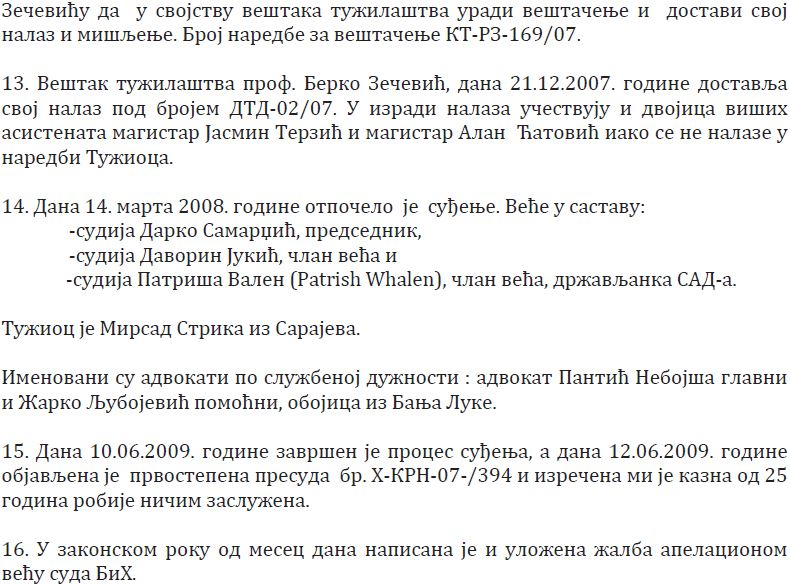 Зечевићу да у својству вештака тужилаштва уради вештачење и достави свој
налаз и мишљење. Број наредбе за вештачење КТ-РЗ-169/07.
13. Вештак тужилаштва проф. Берко Зечевић, дана 21.12.2007. године доставља
свој налаз под бројем ДТД-02/07. У изради налаза учествују и двојица виших
асистената магистар Јасмин Терзић и магистар Алан Ћатовић иако се не налазе у
наредби Тужиоца.
14. Дана 14. марта 2008. године отпочело је суђење. Веће у саставу:
-судија Дарко Самарџић, председник,
-судија Даворин Јукић, члан већа и
-судија Патриша Вален (Patrish Whalen), члан већа, држављанка САД-а.
Тужиоц је Мирсад Стрика из Сарајева.
Именовани су адвокати по службеној дужности : адвокат Пантић Небојша главни
и Жарко Љубојевић помоћни, обојица из Бања Луке.
15. Дана 10.06.2009. године завршен је процес суђења, а дана 12.06.2009. године
објављена је првостепена пресуда бр. Х-КРН-07-/394 и изречена ми је казна од 25
година робије ничим заслужена.
16. У законском року од месец дана написана је и уложена жалба апелационом
већу суда БиХ.